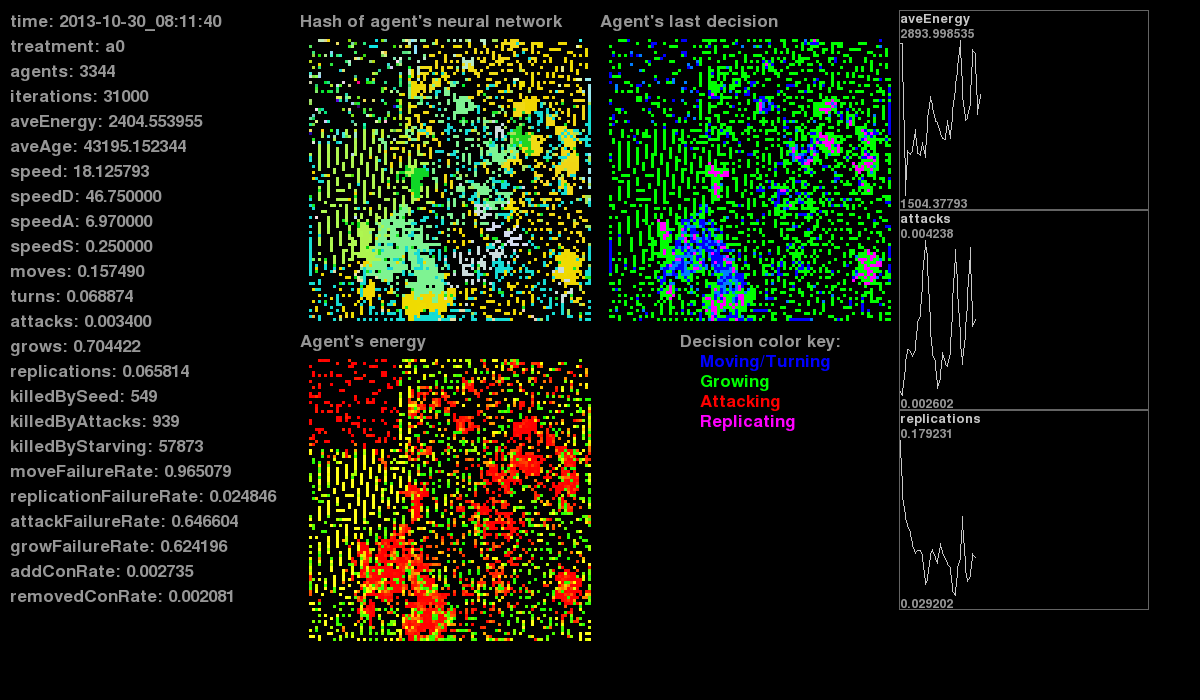 time: 2013-10-30_08:11:40
treatment: a0
agents: 3344
iterations: 31000
aveEnergy: 2404.553955
aveAge: 43195.152344
speed: 18.125793
speedD: 46.750000
speedA: 6.970000
speedS: 0.250000
moves: 0.157490
turns: 0.068874
attacks: 0.003400
grows: 0.704422
replications: 0.065814
killedBySeed: 549
killedByAttacks: 939
killedByStarving: 57873
moveFailureRate: 0.965079
replicationFailureRate: 0.024846
attackFailureRate: 0.646604
growFailureRate: 0.624196
addConRate: 0.002735
removedConRate: 0.002081
Hash of agent's neural network
Agent's last decision
Agent's energy
Decision color key:
Moving/Turning
Growing
Attacking
Replicating
aveEnergy
2893.998535
1504.37793
attacks
0.004238
0.002602
replications
0.179231
0.029202